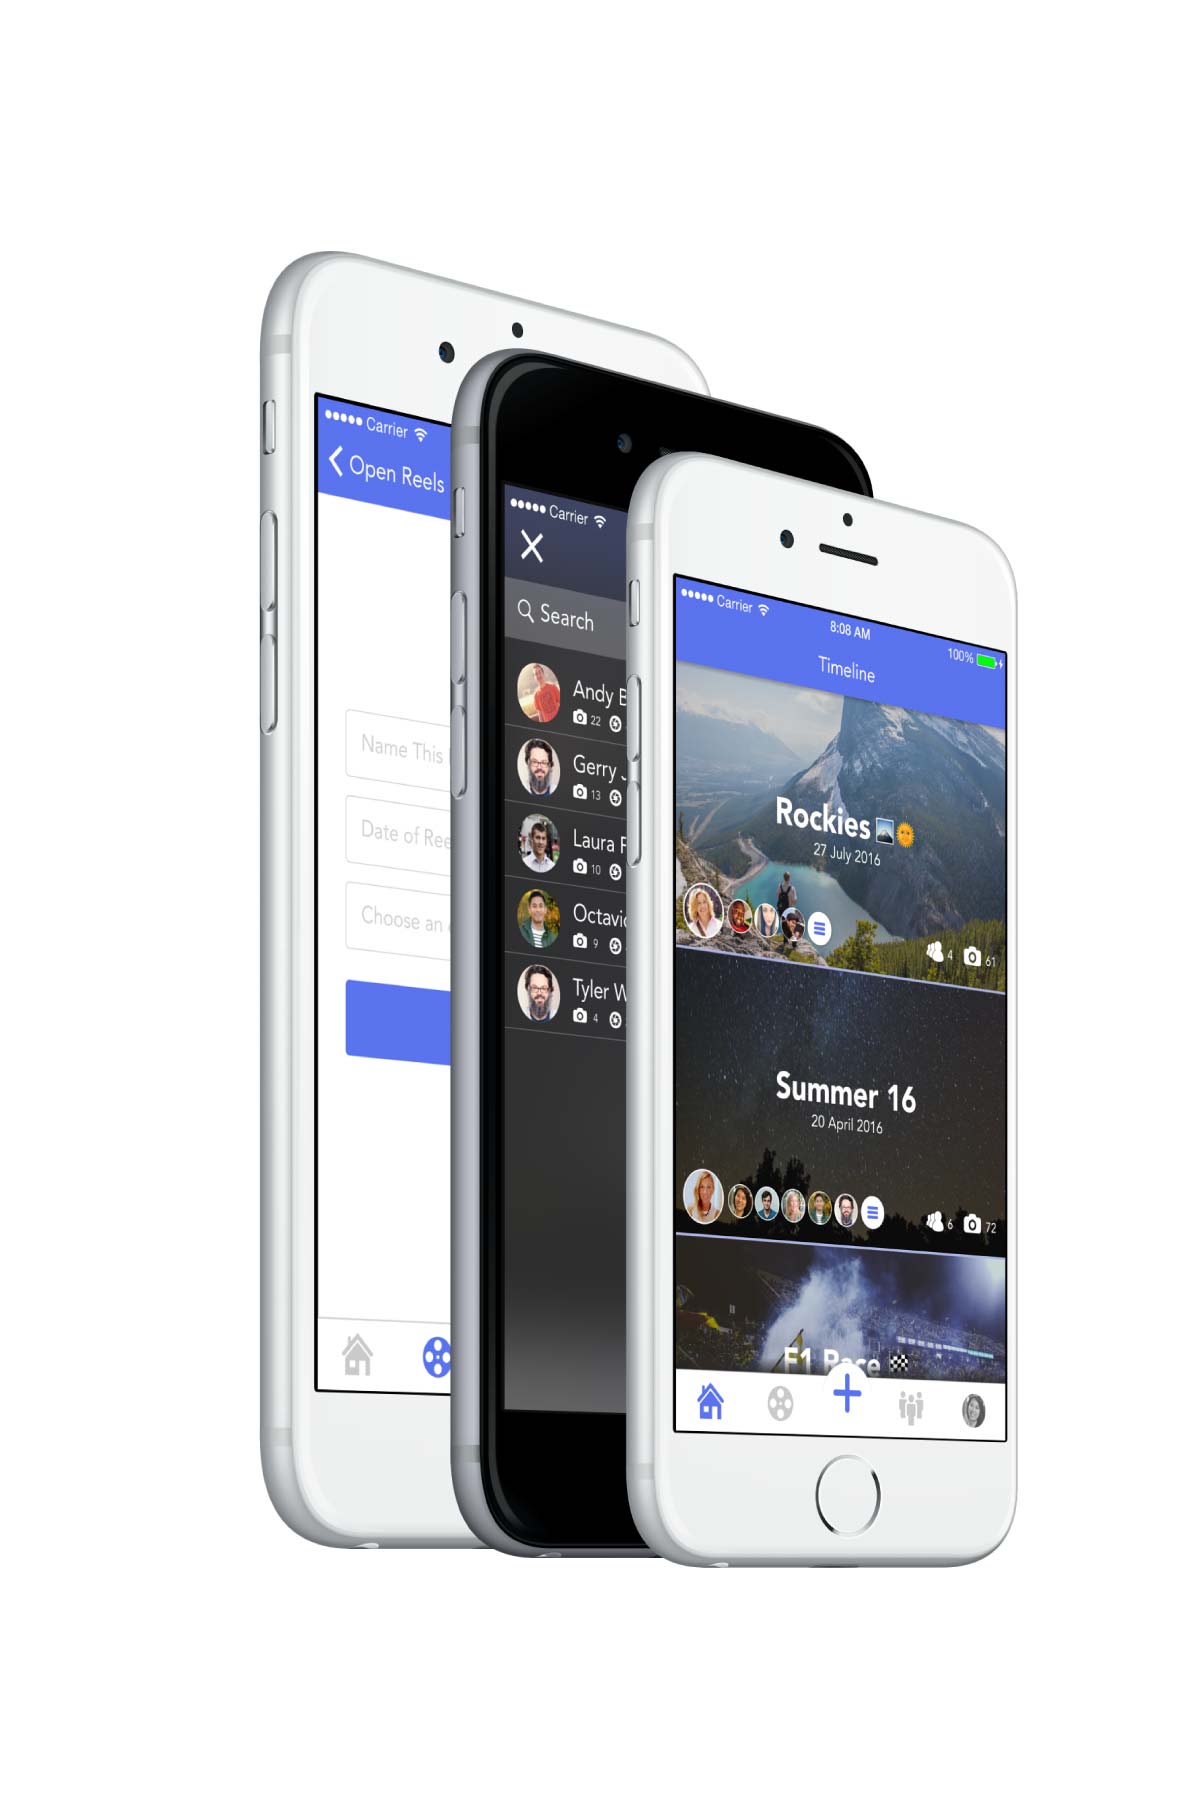 Carrier
Open Reels
Name This
Date of Ree
Choose an
Carrier
Search
Andy B
22
Gerry J
13
Laura F
10
Octavio
9
Tyler W
4
Carrier
8:08 AM
100%
Timeline
Rockies
27 July 2016
4 61
Summer 16
20 April 2016
6 72
F1 Race